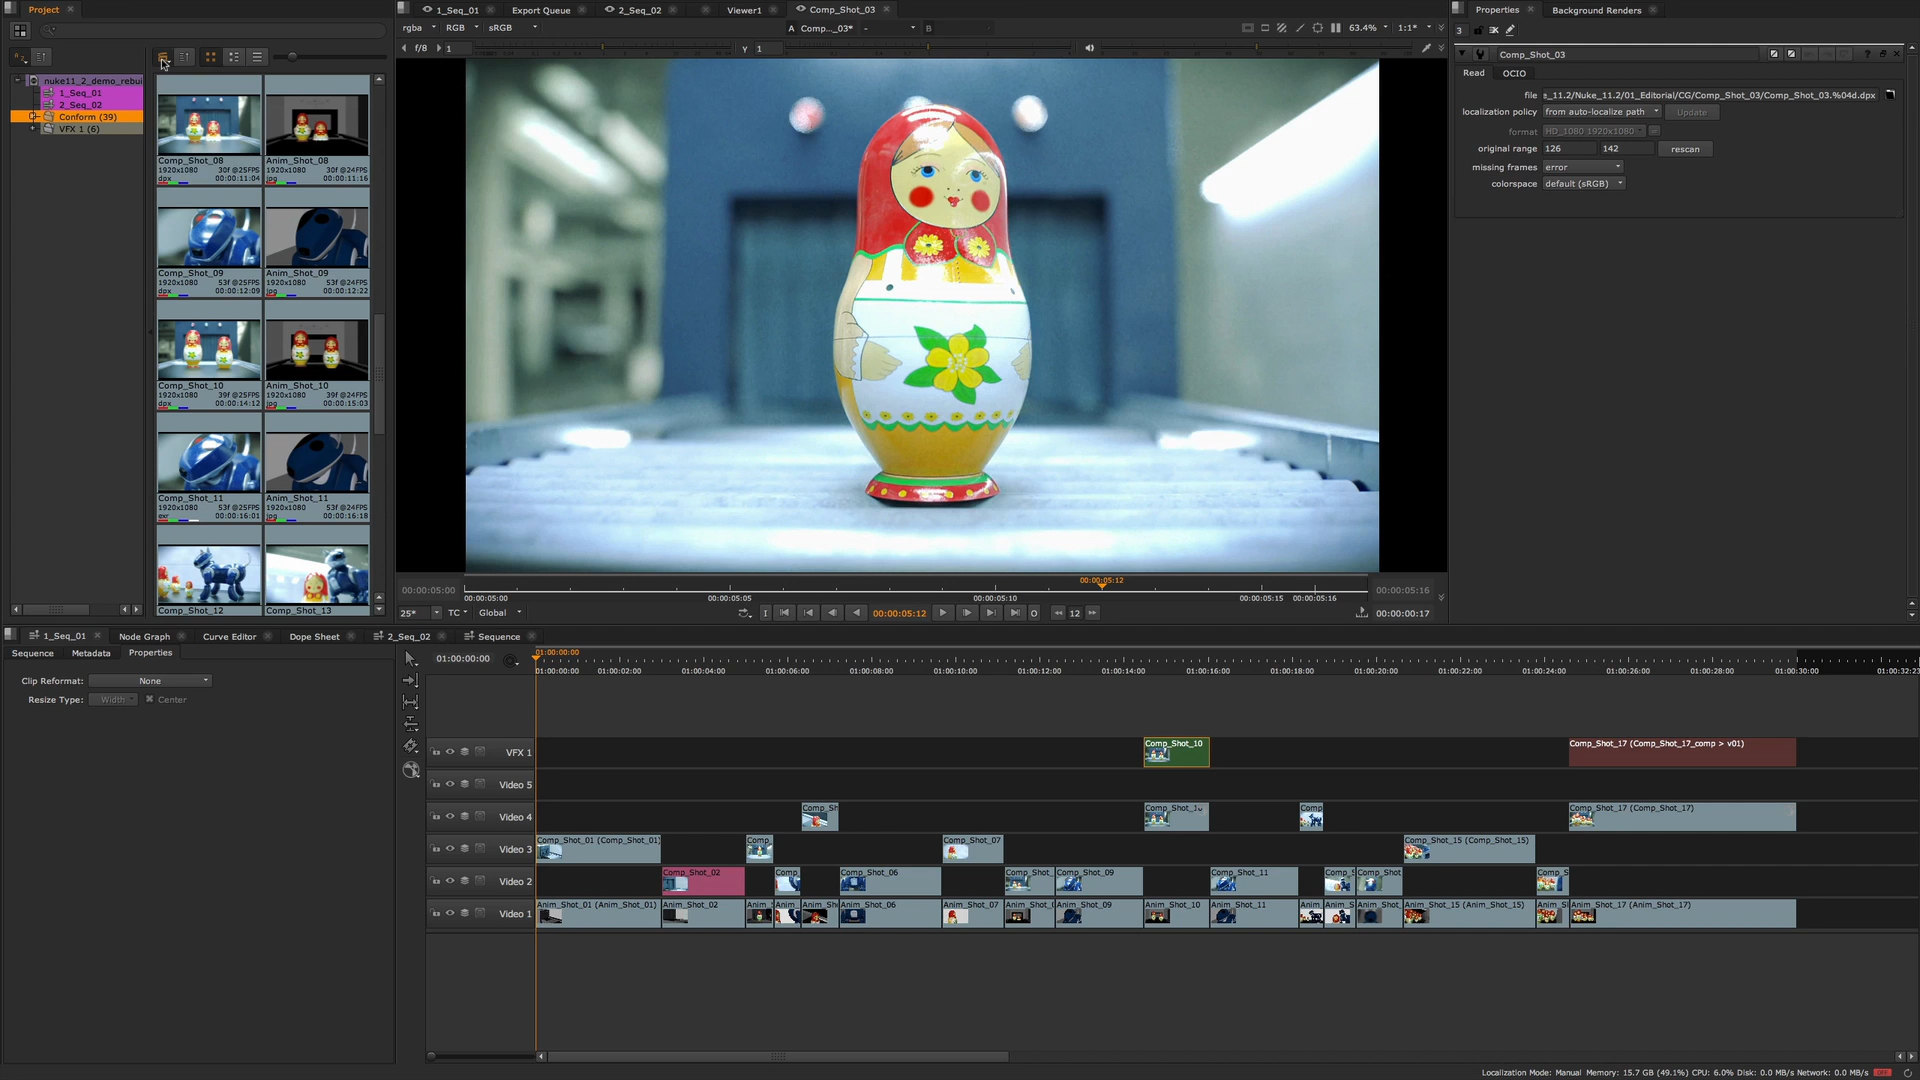 Project
1_Seq_01
Export Queue
2_Seq_02
Viewer1
Comp_Shot_03
Properties
Background Renders
rgba
RGB
sRGB
A Comp..._03*
-
B
63.4%
1:1*
3
f/8
1
Y 1
Comp_Shot_03
Read
OCIO
file
e_11.2/Nuke_11.2/01_Editorial/CG/Comp_Shot_03/Comp_Shot_03.%04d.dpx
localization policy
from auto-localize path
Update
format
HD_1080 1920x1080
original range
126
142
rescan
missing frames
error
colorspace
default (sRGB)
nuke11_2_demo_rebui
1_Seq_01
2_Seq_02
Conform (39)
VFX 1 (6)
Comp_Shot_08
1920x1080 30f @25FPS
dpx 00:00:11:04
Anim_Shot_08
1920x1080 30f @24FPS
jpg 00:00:11:16
Comp_Shot_09
1920x1080 53f @25FPS
dpx 00:00:12:09
Anim_Shot_09
1920x1080 53f @24FPS
jpg 00:00:12:22
Comp_Shot_10
1920x1080 39f @25FPS
dpx 00:00:14:12
Anim_Shot_10
1920x1080 39f @24FPS
jpg 00:00:15:03
Comp_Shot_11
1920x1080 53f @25FPS
exr 00:00:16:01
Anim_Shot_11
1920x1080 53f @24FPS
jpg 00:00:16:18
Comp_Shot_12
Comp_Shot_13
00:00:05:12
00:00:05:00
00:00:05:16
00:00:05:00
00:00:05:05
00:00:05:10
00:00:05:15
00:00:05:16
25*
TC
Global
I
00:00:05:12
O
12
00:00:00:17
1_Seq_01
Node Graph
Curve Editor
Dope Sheet
2_Seq_02
Sequence
Sequence
Metadata
Properties
Clip Reformat:
None
Resize Type:
Width
Center
01:00:00:00
01:00:00:00
01:00:00:00
01:00:02:00
01:00:04:00
01:00:06:00
01:00:08:00
01:00:10:00
01:00:12:00
01:00:14:00
01:00:16:00
01:00:18:00
01:00:20:00
01:00:22:00
01:00:24:00
01:00:26:00
01:00:28:00
01:00:30:00
01:00:32:23
VFX 1
Comp_Shot_10
Comp_Shot_17 (Comp_Shot_17_comp > v01)
Video 5
Video 4
Comp_Sh
Comp_Shot_1
Comp
Comp_Shot_17 (Comp_Shot_17)
Video 3
Comp_Shot_01 (Comp_Shot_01)
Comp
Comp_Shot_07
Comp_Shot_15 (Comp_Shot_15)
Video 2
Comp_Shot_02
Comp
Comp_Shot_06
Comp_Shot_
Comp_Shot_09
Comp_Shot_11
Comp_S
Comp_Shot
Comp_S
Video 1
Anim_Shot_01 (Anim_Shot_01)
Anim_Shot_02
Anim_
Anim_
Anim_Sh
Anim_Shot_06
Anim_Shot_07
Anim_Shot_(
Anim_Shot_09
Anim_Shot_10
Anim_Shot_11
Anim
Anim_S
Anim_Shot_
Anim_Shot_15 (Anim_Shot_15)
Anim_S
Anim_Shot_17 (Anim_Shot_17)
Localization Mode: Manual Memory: 15.7 GB (49.1%) CPU: 6.0% Disk: 0.0 MB/s Network: 0.0 MB/s
OFF